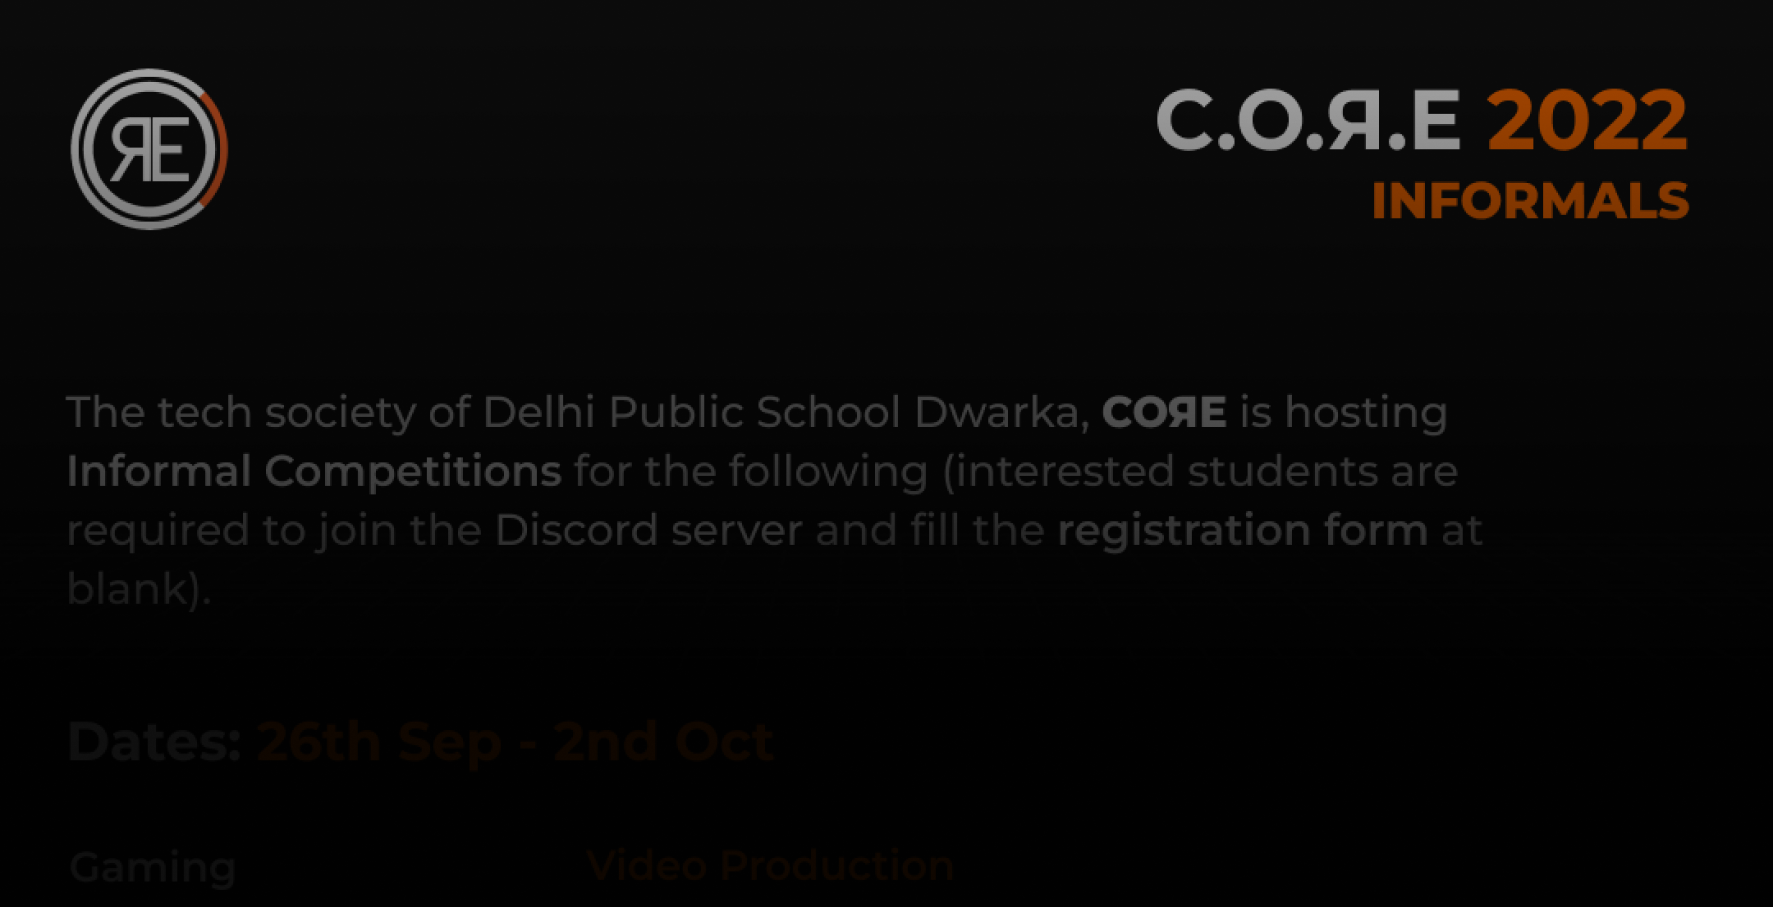 ЯE
C.O.Я.E 2022
INFORMALS
The tech society of Delhi Public School Dwarka, COЯE is hosting
Informal Competitions for the following (interested students are
required to join the Discord server and fill the registration form at
blank).
Dates: 26th Sep - 2nd Oct
Gaming Video Production